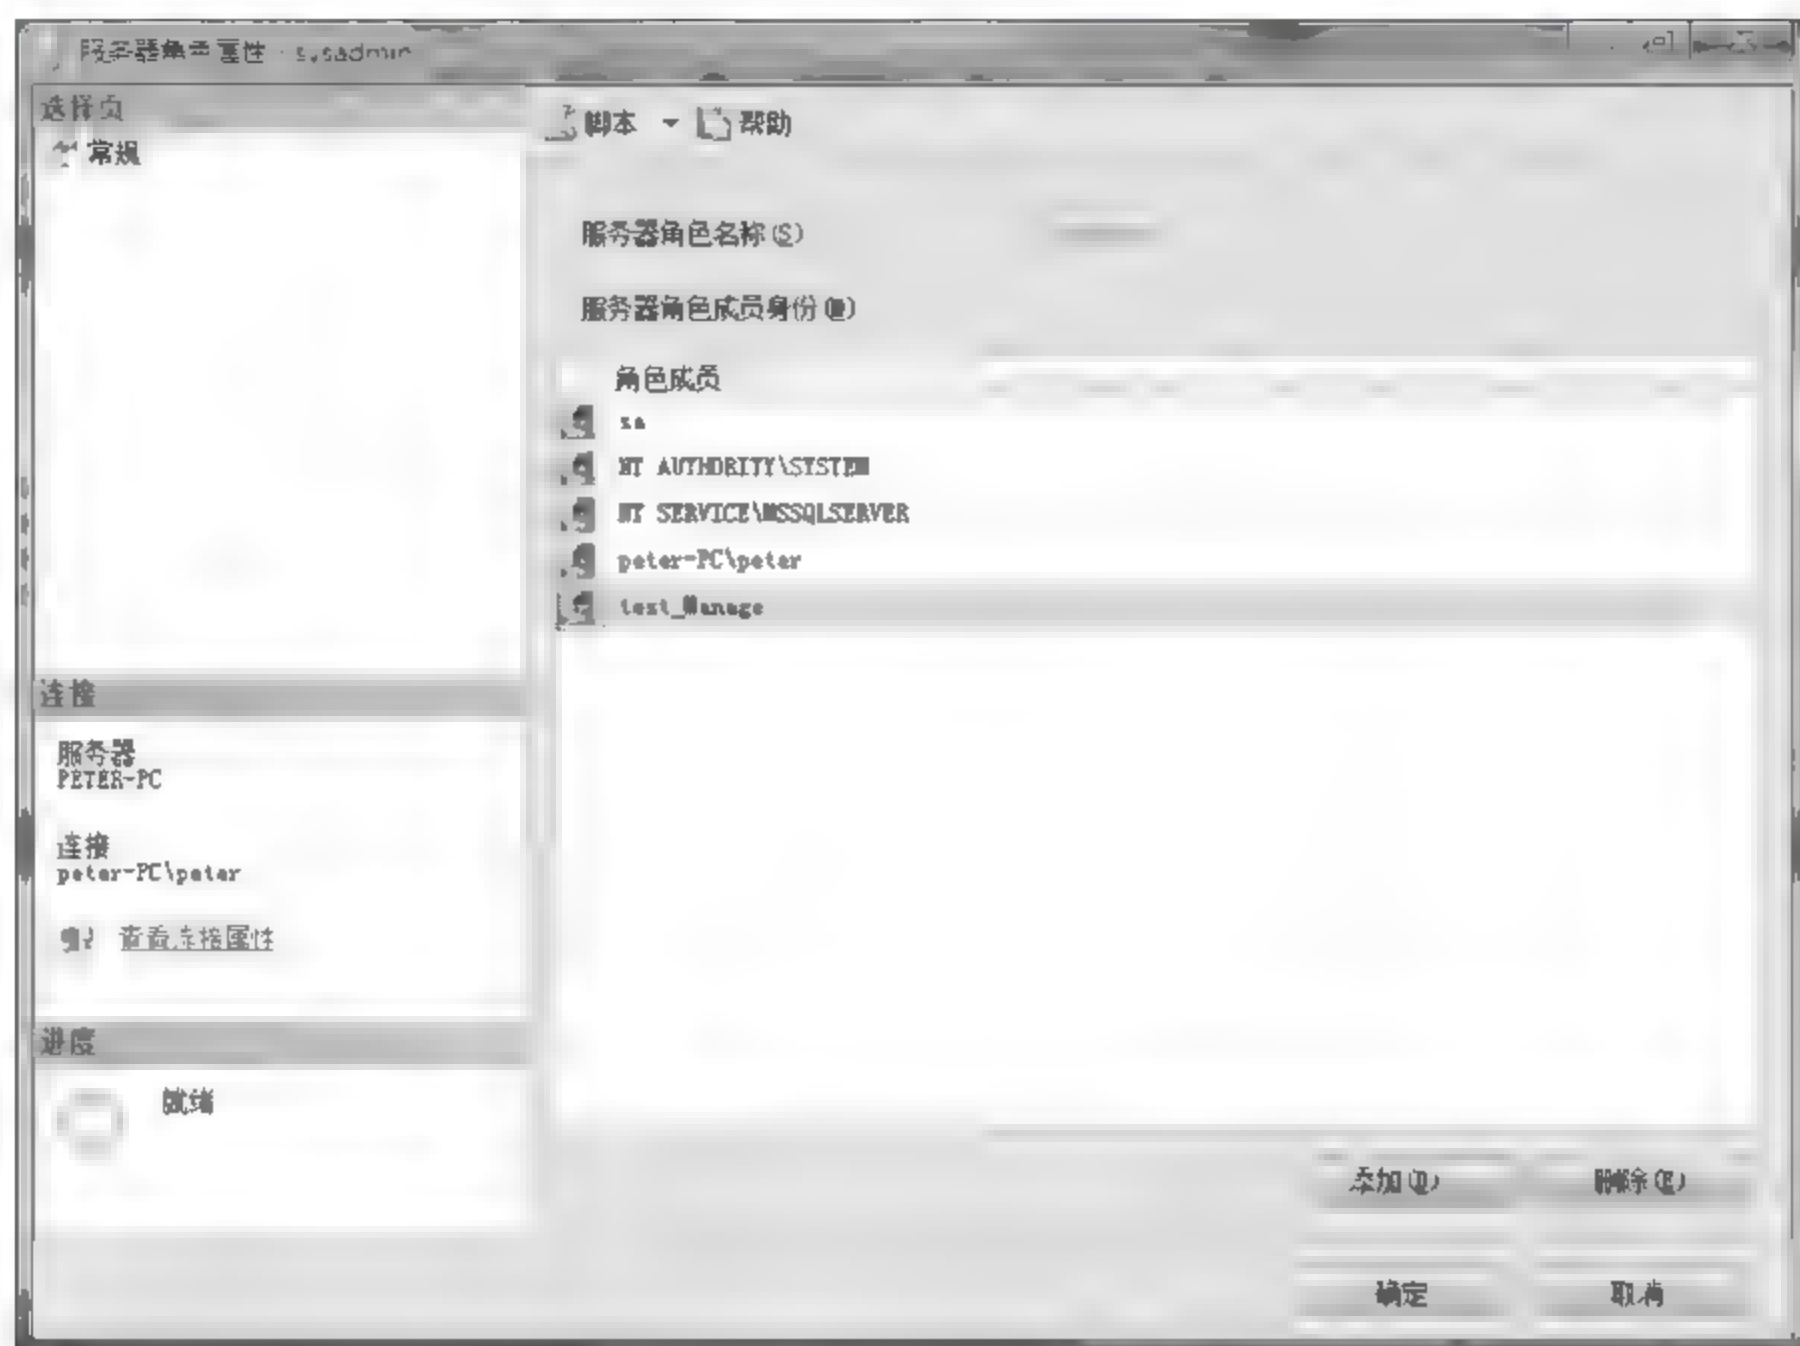 服务器角色属性 - sysadmin
选择页
常规
脚本 帮助
服务器角色名称(S)
服务器角色成员身份(M)
角色成员
sa
NT AUTHORITY\SYSTEM
NT SERVICE\MSSQLSERVER
peter-PC\peter
test_Manage
连接
服务器
PETER-PC
连接
peter-PC\peter
查看连接属性
进度
就绪
添加(D) 删除(E)
确定 取消